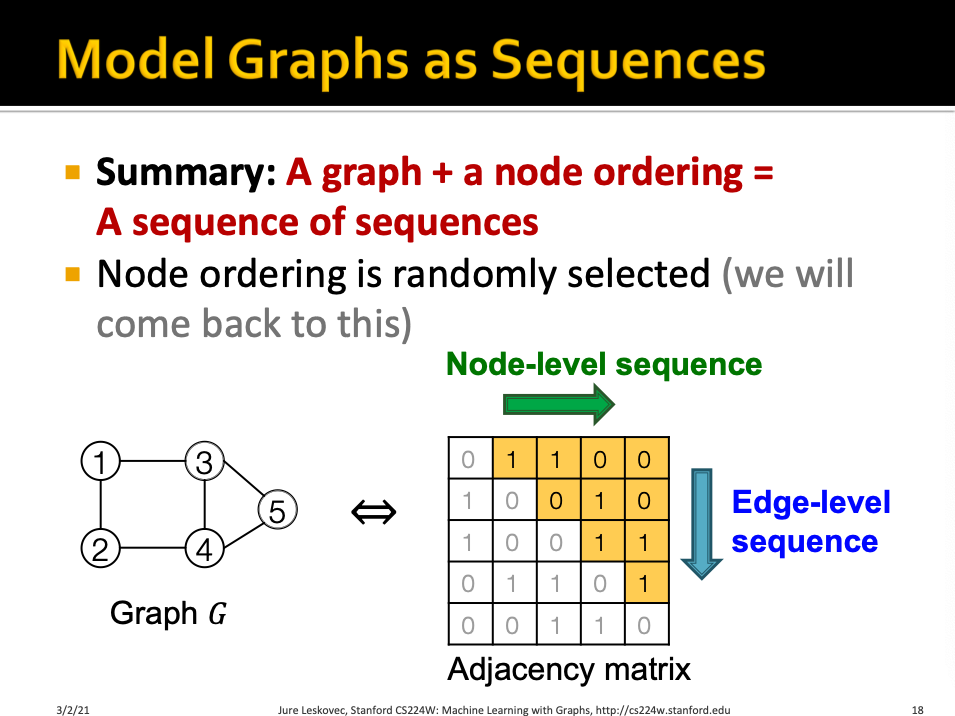 Model Graphs as Sequences
Summary: A graph + a node ordering =
A sequence of sequences
Node ordering is randomly selected (we will
come back to this)
Node-level sequence
1 3
5
2 4
Graph G
⇔
0 1 1 0 0
1 0 0 1 0
1 0 0 1 1
0 1 1 0 1
0 0 1 1 0
Edge-level
sequence
Adjacency matrix
3/2/21 Jure Leskovec, Stanford CS224W: Machine Learning with Graphs, http://cs224w.stanford.edu 18